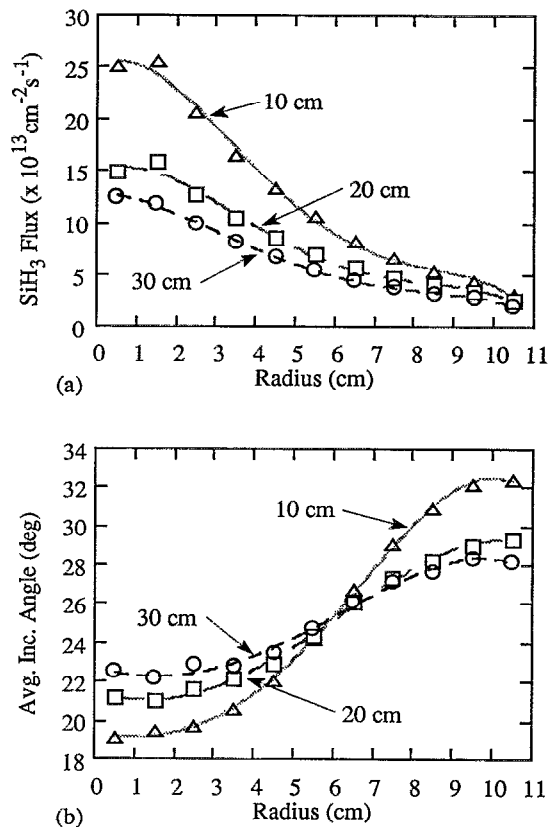 30
25
20
15
10
5
0
SiH3 Flux (x 10^13 cm^-2 s^-1)
10 cm
20 cm
30 cm
0 1 2 3 4 5 6 7 8 9 10 11
(a)
Radius (cm)
34
32
30
28
26
24
22
20
18
Avg. Inc. Angle (deg)
10 cm
30 cm
20 cm
0 1 2 3 4 5 6 7 8 9 10 11
(b)
Radius (cm)